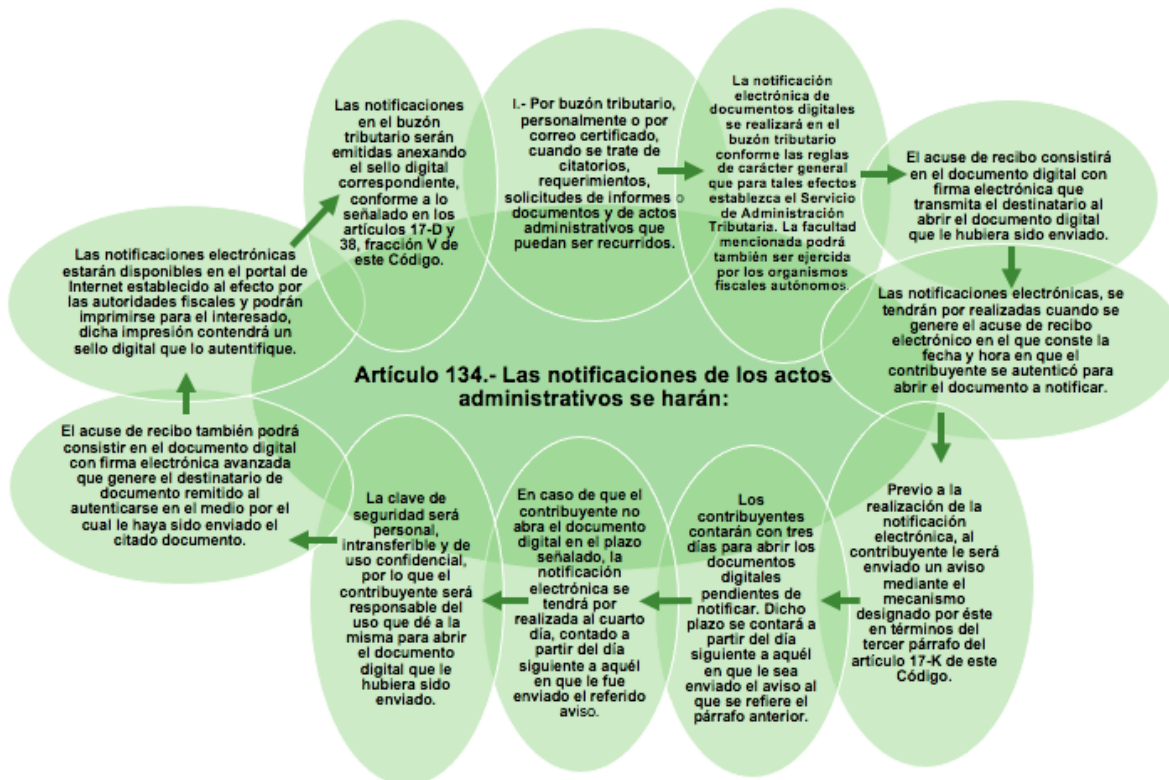 I.- Por buzón tributario,
personalmente o por
correo certificado,
cuando se trate de
citatorios,
requerimientos,
solicitudes de informes o
documentos y de actos
administrativos que
puedan ser recurridos.
La notificación
electrónica de
documentos digitales
se realizará en el
buzón tributario
conforme las reglas
de carácter general
que para tales efectos
establezca el Servicio
de Administración
Tributaria. La facultad
mencionada podrá
también ser ejercida
por los organismos
fiscales autónomos.
El acuse de recibo consistirá
en el documento digital con
firma electrónica que
transmita el destinatario al
abrir el documento digital
que le hubiera sido enviado.
Las notificaciones electrónicas, se
tendrán por realizadas cuando se
genere el acuse de recibo
electrónico en el que conste la
fecha y hora en que el
contribuyente se autenticó para
abrir el documento a notificar.
Previo a la
realización de la
notificación
electrónica, al
contribuyente le será
enviado un aviso
mediante el
mecanismo
designado por éste
en términos del
tercer párrafo del
artículo 17-K de este
Código.
Los
contribuyentes
contarán con tres
días para abrir los
documentos
digitales
pendientes de
notificar. Dicho
plazo se contará a
partir del día
siguiente a aquél
en que le sea
enviado el aviso al
que se refiere el
párrafo anterior.
En caso de que el
contribuyente no
abra el documento
digital en el plazo
señalado, la
notificación
electrónica se
tendrá por
realizada al cuarto
día, contado a
partir del día
siguiente a aquél
en que le fue
enviado el referido
aviso.
La clave de
seguridad será
personal,
intransferible y de
uso confidencial,
por lo que el
contribuyente será
responsable del
uso que dé a la
misma para abrir
el documento
digital que le
hubiera sido
enviado.
El acuse de recibo también podrá
consistir en el documento digital
con firma electrónica avanzada
que genere el destinatario de
documento remitido al
autenticarse en el medio por el
cual le haya sido enviado el
citado documento.
Las notificaciones electrónicas
estarán disponibles en el portal de
Internet establecido al efecto por
las autoridades fiscales y podrán
imprimirse para el interesado,
dicha impresión contendrá un
sello digital que lo autentifique.
Las notificaciones
en el buzón
tributario serán
emitidas anexando
el sello digital
correspondiente,
conforme a lo
señalado en los
artículos 17-D y
38, fracción V de
este Código.
Artículo 134.- Las notificaciones de los actos
administrativos se harán: